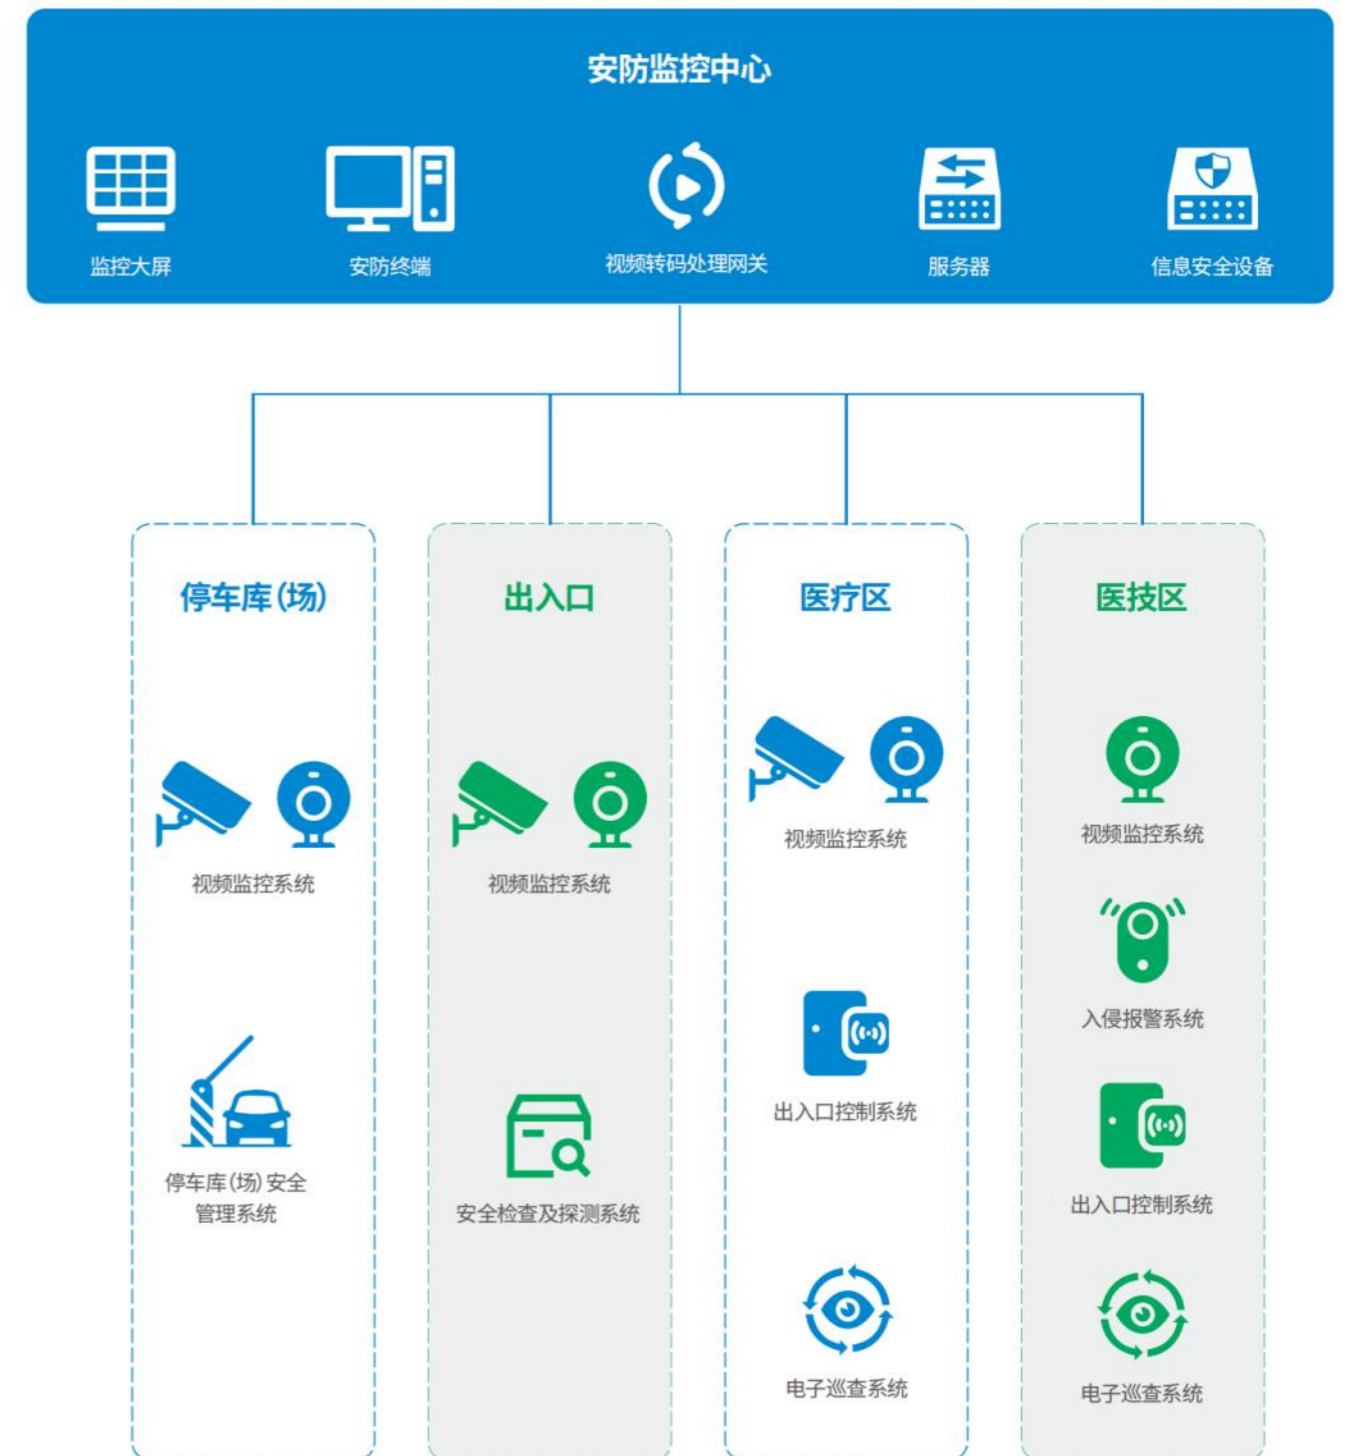 安防监控中心
监控大屏
安防终端
视频转码处理网关
服务器
信息安全设备
停车库(场)
视频监控系统
停车库(场)安全
管理系统
出入口
视频监控系统
安全检查及探测系统
医疗区
视频监控系统
出入口控制系统
电子巡查系统
医技区
视频监控系统
入侵报警系统
出入口控制系统
电子巡查系统